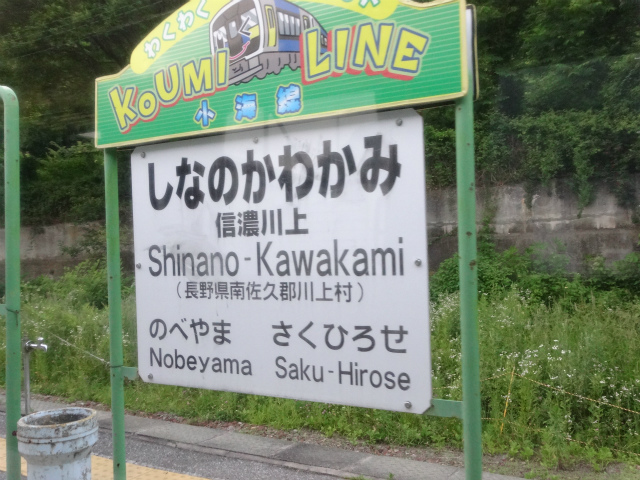 わくわく
KOUMI LINE
小海線
しなのかわかみ
信濃川上
Shinano-Kawakami
(長野県南佐久郡川上村)
のべやま さくひろせ
Nobeyama Saku-Hirose